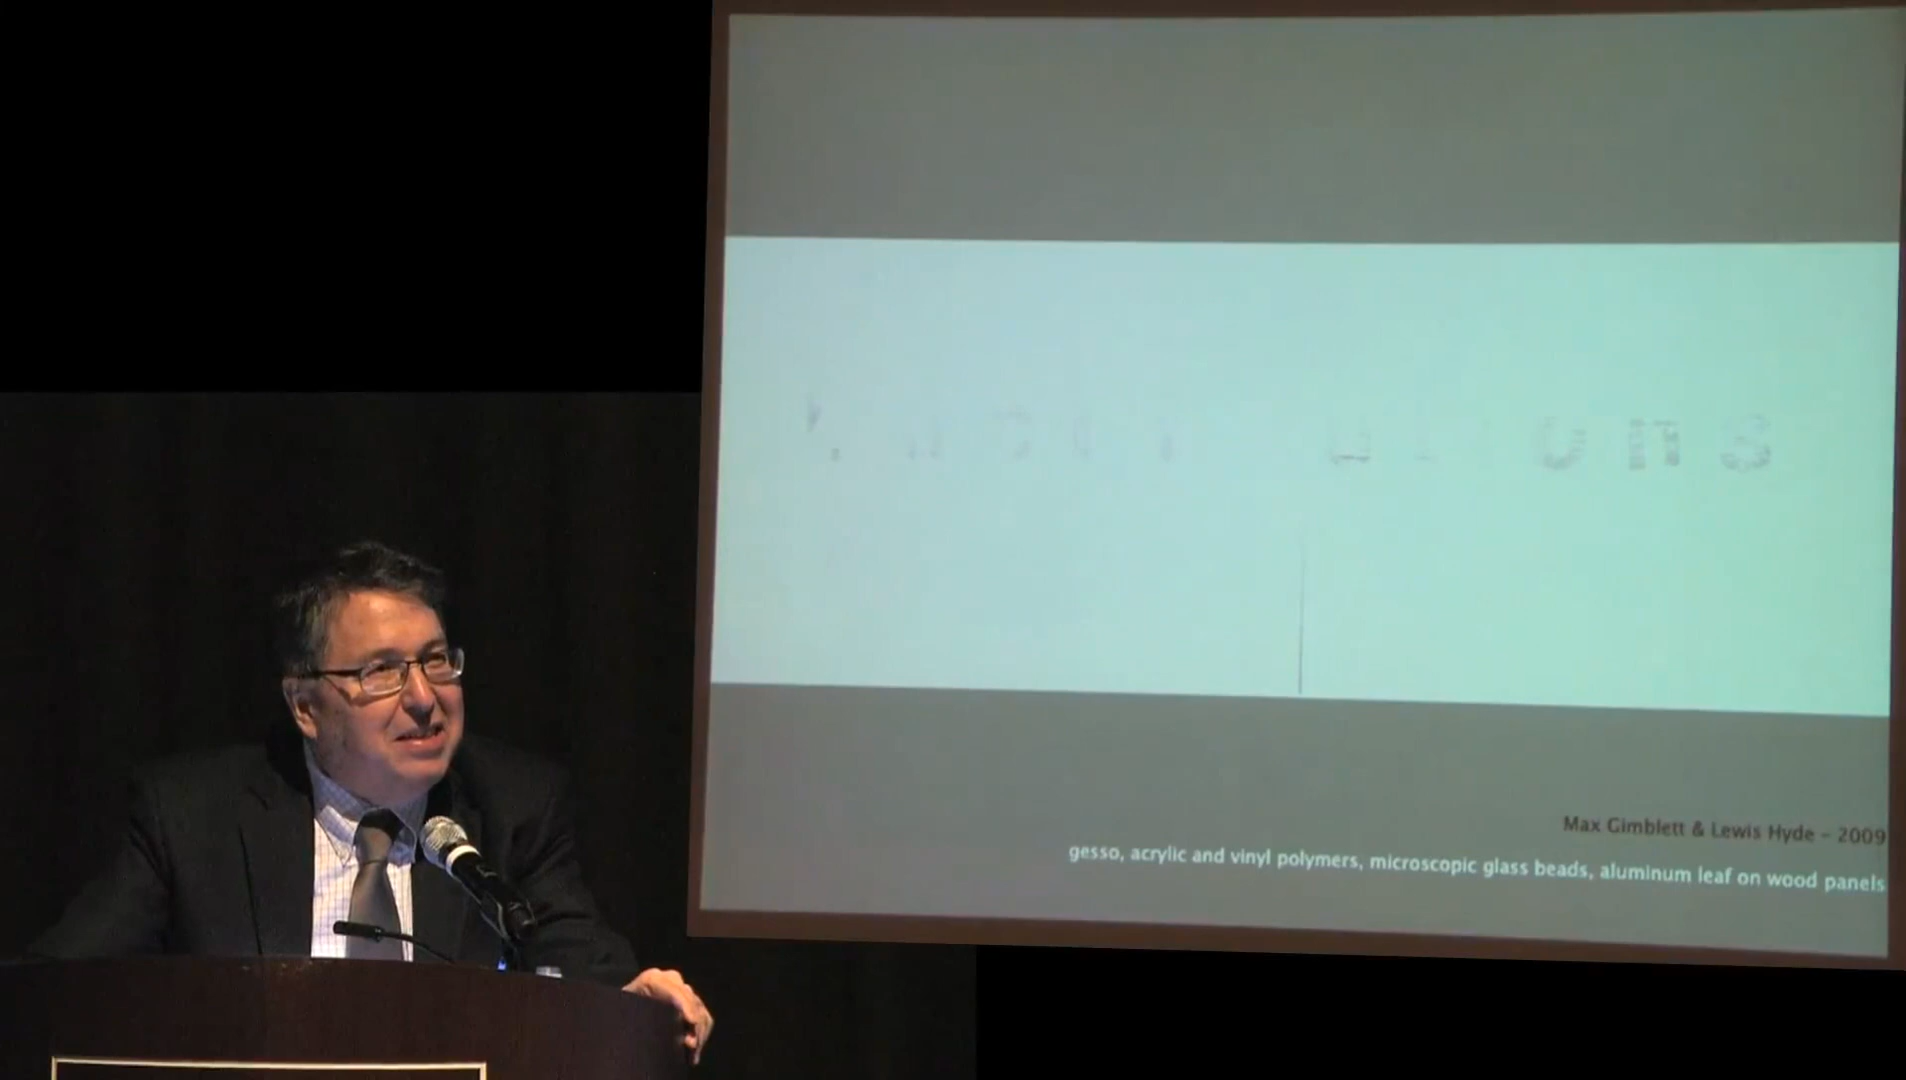 Max Gimblett & Lewis Hyde – 2009
gesso, acrylic and vinyl polymers, microscopic glass beads, aluminum leaf on wood panels